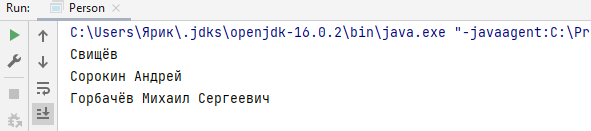 Run: Person ×
C:\Users\Ярик\.jdks\openjdk-16.0.2\bin\java.exe "-javaagent:C:\Pr
Свищёв
Сорокин Андрей
Горбачёв Михаил Сергеевич